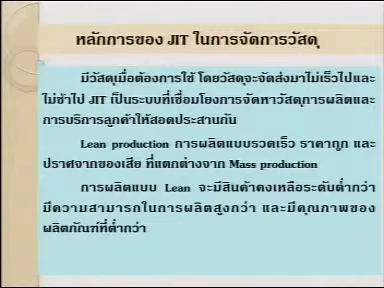 หลักการของ JIT ในการจัดการวัสดุ
มีวัสดุเมื่อต้องการใช้ โดยวัสดุจะจัดส่งมาไม่เร็วไปและ
ไม่ช้าไป JIT ก็เป็นระบบที่เชื่อมโยงการจัดหาวัสดุการผลิตและ
การบริการลูกค้าให้สอดประสานกัน
Lean production การผลิตแบบรวดเร็ว ราคาถูก และ
ปราศจากของเสีย ที่แตกต่างจาก Mass production
การผลิตแบบ Lean จะมีสินค้าคงเหลือระดับต่ำกว่า
มีความสามารถในการผลิตสูงกว่า และมีคุณภาพของ
ผลิตภัณฑ์ที่ต่ำกว่า